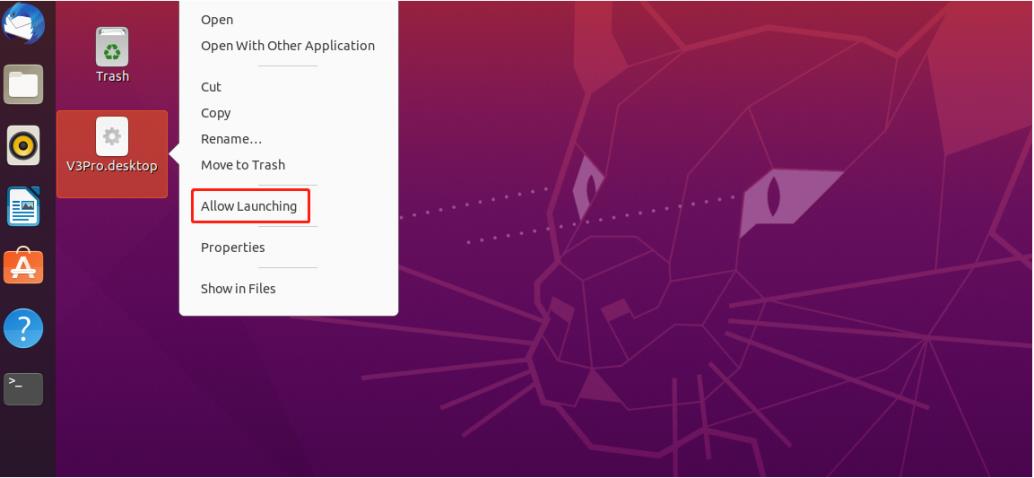 Open
Open With Other Application
Trash
Cut
Copy
Rename...
V3Pro.desktop
Move to Trash
Allow Launching
Properties
Show in Files
?
>_